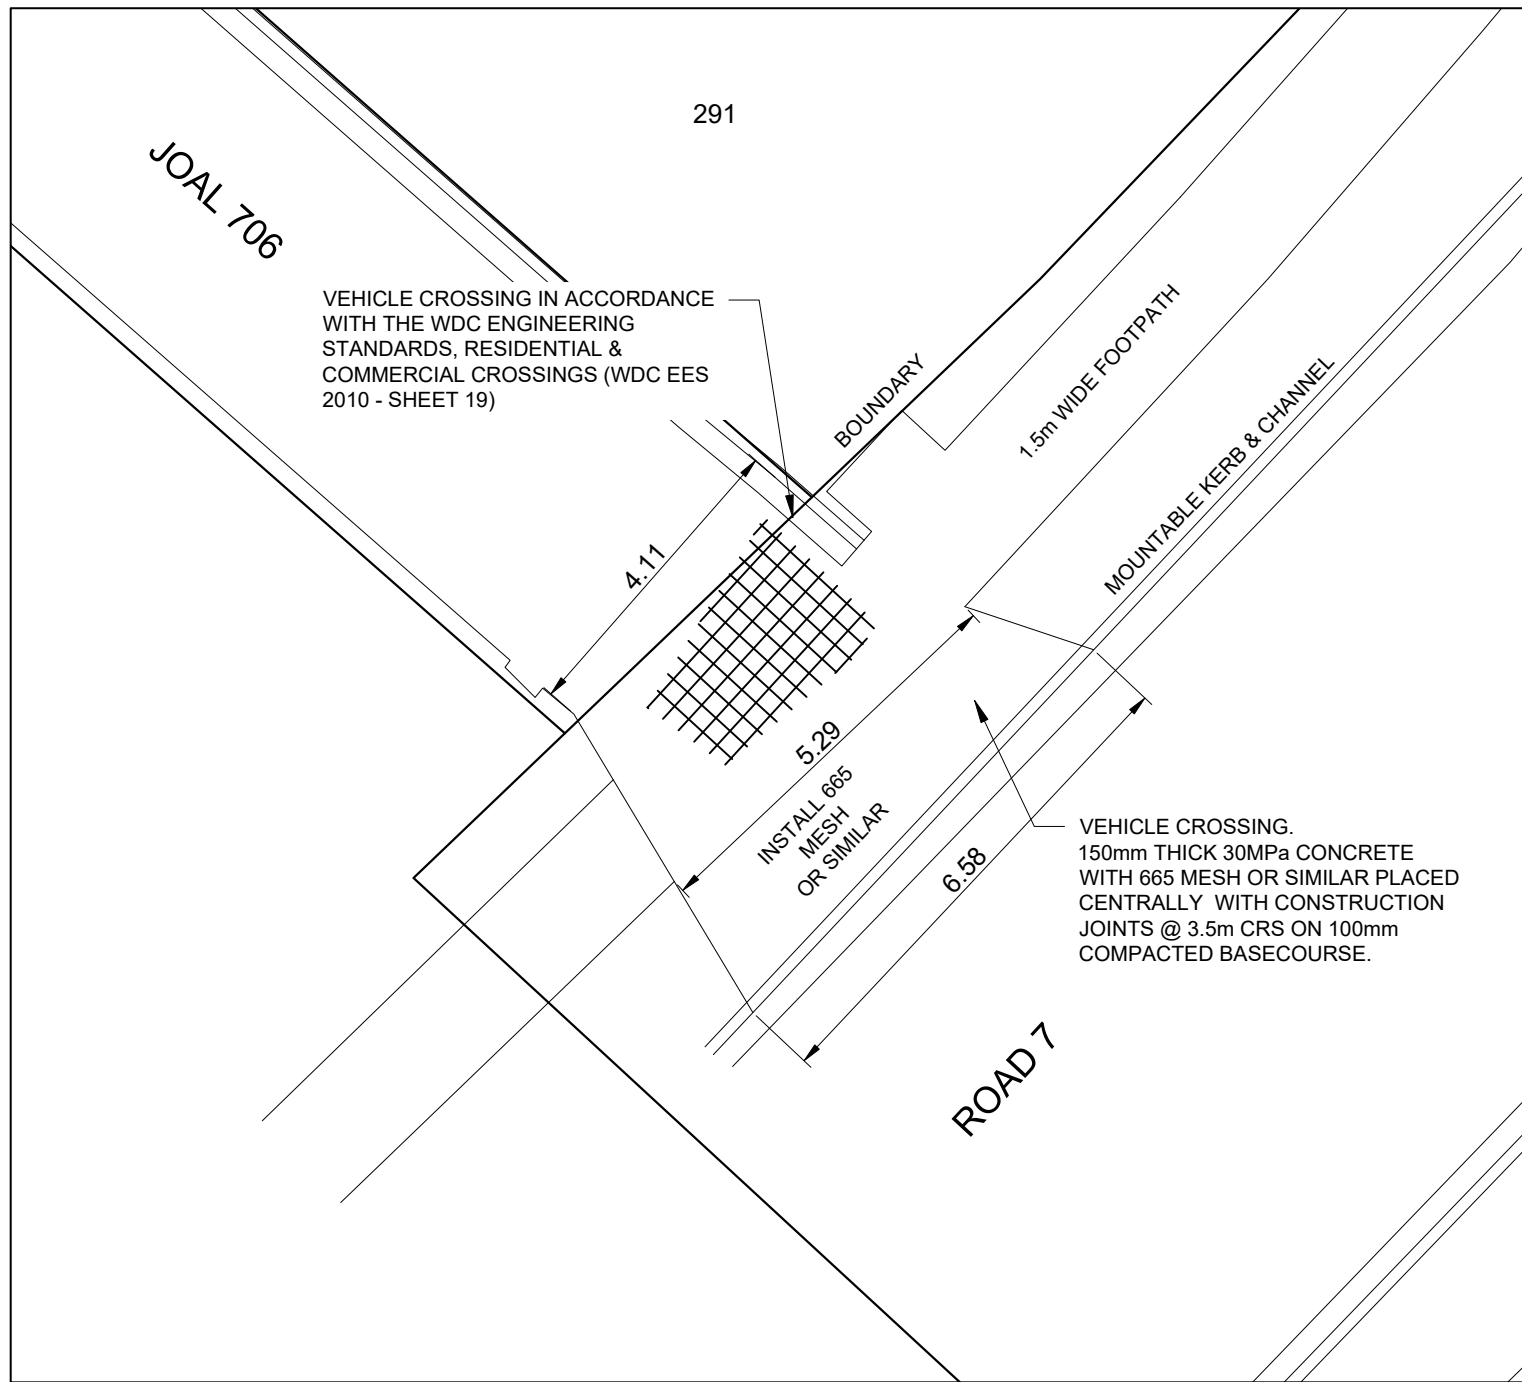 291
JOAL 706
VEHICLE CROSSING IN ACCORDANCE
WITH THE WDC ENGINEERING
STANDARDS, RESIDENTIAL &
COMMERCIAL CROSSINGS (WDC EES
2010 - SHEET 19)
BOUNDARY
1.5m WIDE FOOTPATH
MOUNTABLE KERB & CHANNEL
4.11
5.29
INSTALL 665
MESH
OR SIMILAR
6.58
VEHICLE CROSSING.
150mm THICK 30MPa CONCRETE
WITH 665 MESH OR SIMILAR PLACED
CENTRALLY WITH CONSTRUCTION
JOINTS @ 3.5m CRS ON 100mm
COMPACTED BASECOURSE.
ROAD 7